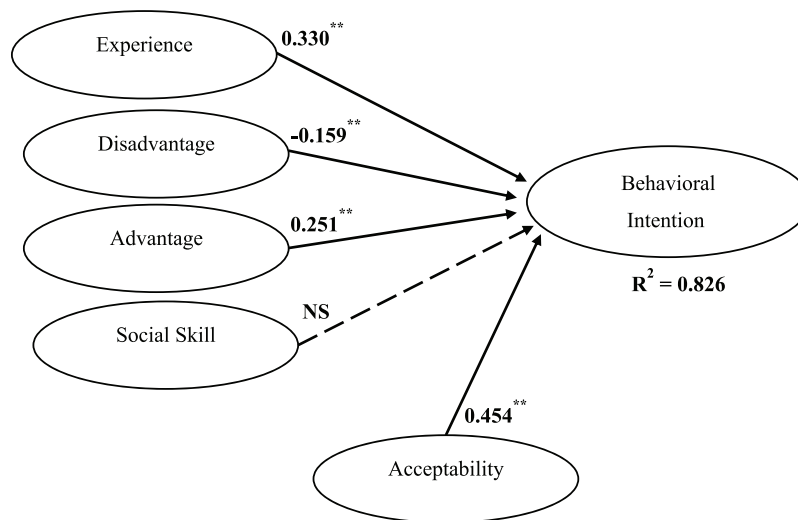 Experience
0.330**
Disadvantage
-0.159**
Advantage
0.251**
Social Skill
NS
Behavioral
Intention
R² = 0.826
0.454**
Acceptability